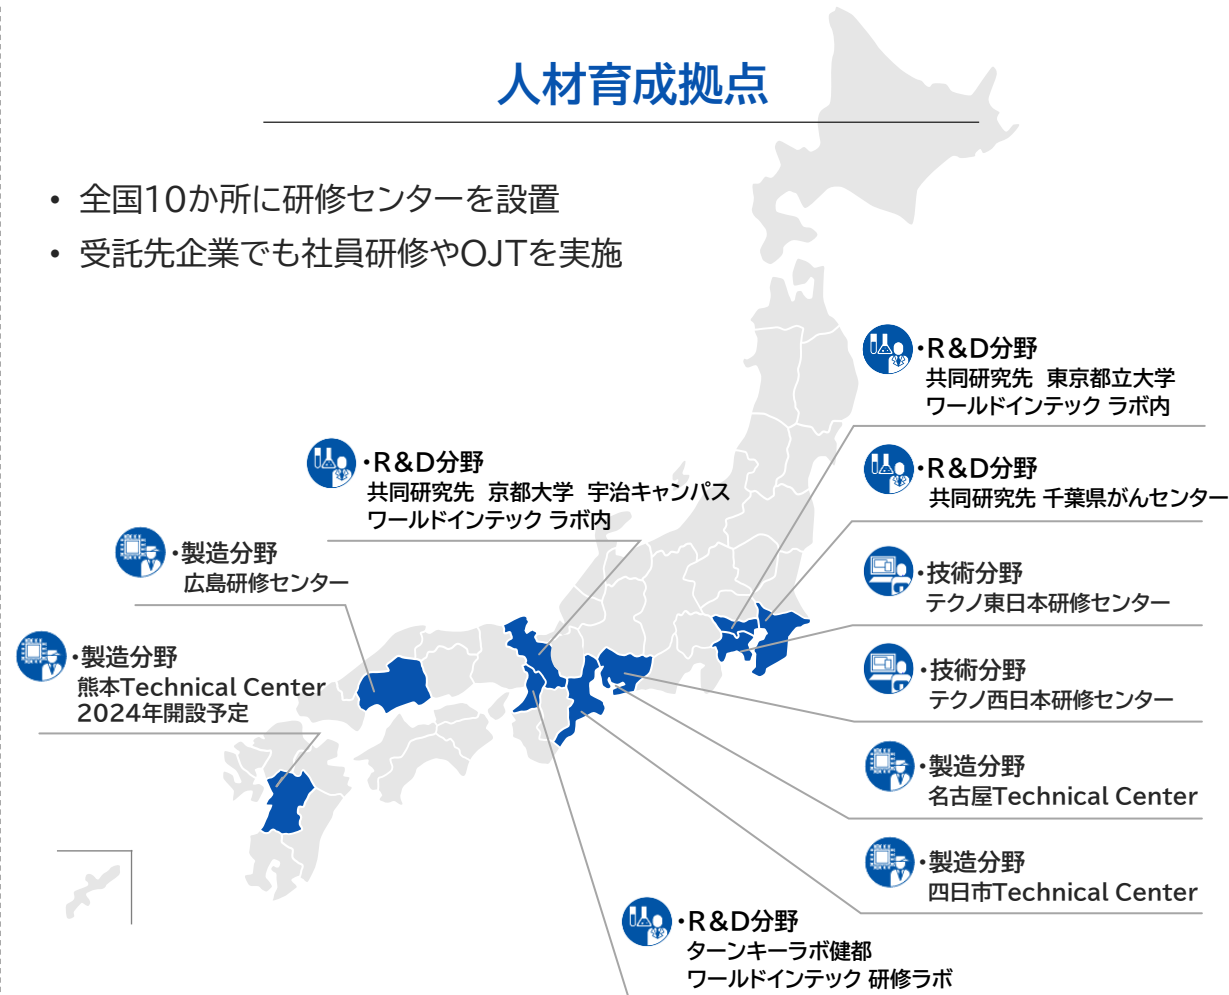 人材育成拠点
• 全国10か所に研修センターを設置
• 受託先企業でも社員研修やOJTを実施
・R&D分野
共同研究先 東京都立大学
ワールドインテック ラボ内
・R&D分野
共同研究先 千葉県がんセンター
・技術分野
テクノ東日本研修センター
・技術分野
テクノ西日本研修センター
・製造分野
名古屋Technical Center
・製造分野
四日市Technical Center
・R&D分野
共同研究先 京都大学 宇治キャンパス
ワールドインテック ラボ内
・製造分野
広島研修センター
・製造分野
熊本Technical Center
2024年開設予定
・R&D分野
ターンキーラボ健都
ワールドインテック 研修ラボ